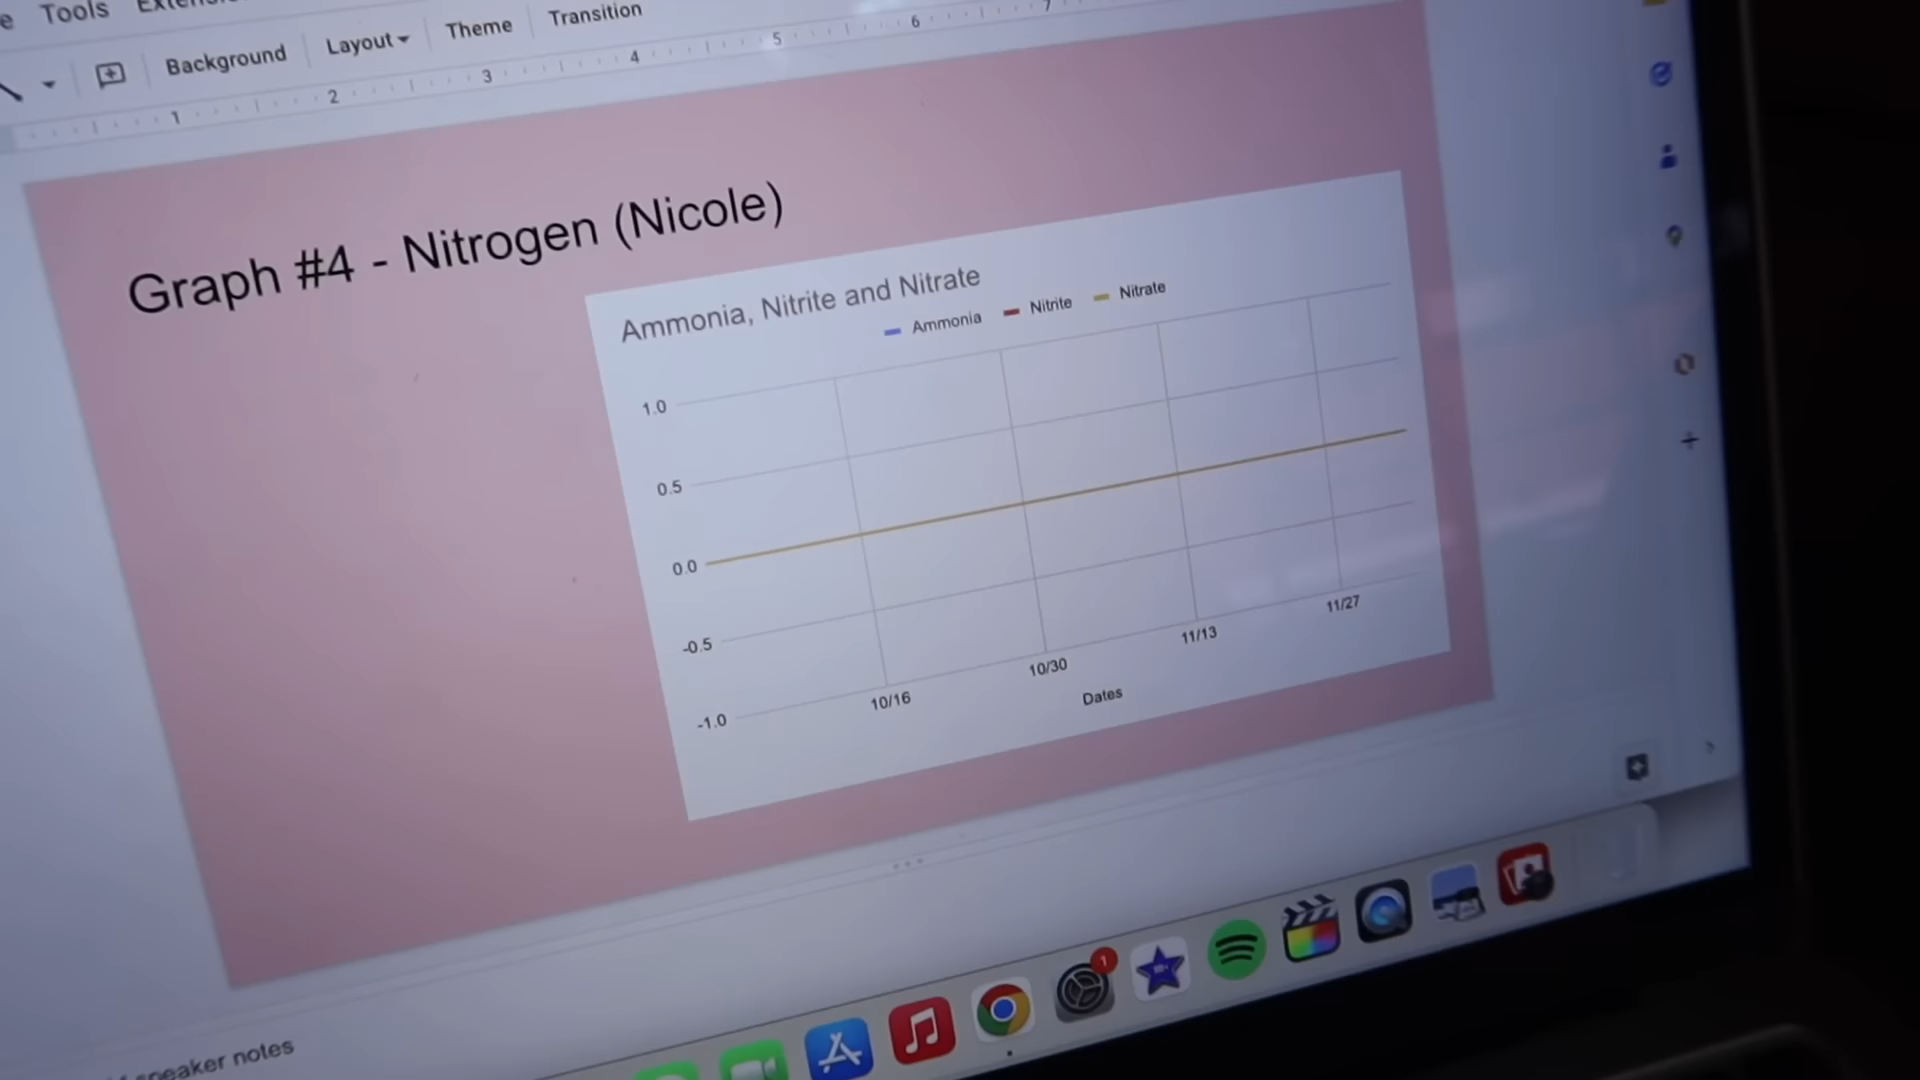 Tools
Background Layout Theme Transition
1 2 3 4 5 6 7
Graph #4 - Nitrogen (Nicole)
Ammonia, Nitrite and Nitrate
Ammonia Nitrite Nitrate
1.0
0.5
0.0
-0.5
-1.0
10/16 10/30 11/13 11/27
Dates
speaker notes
1